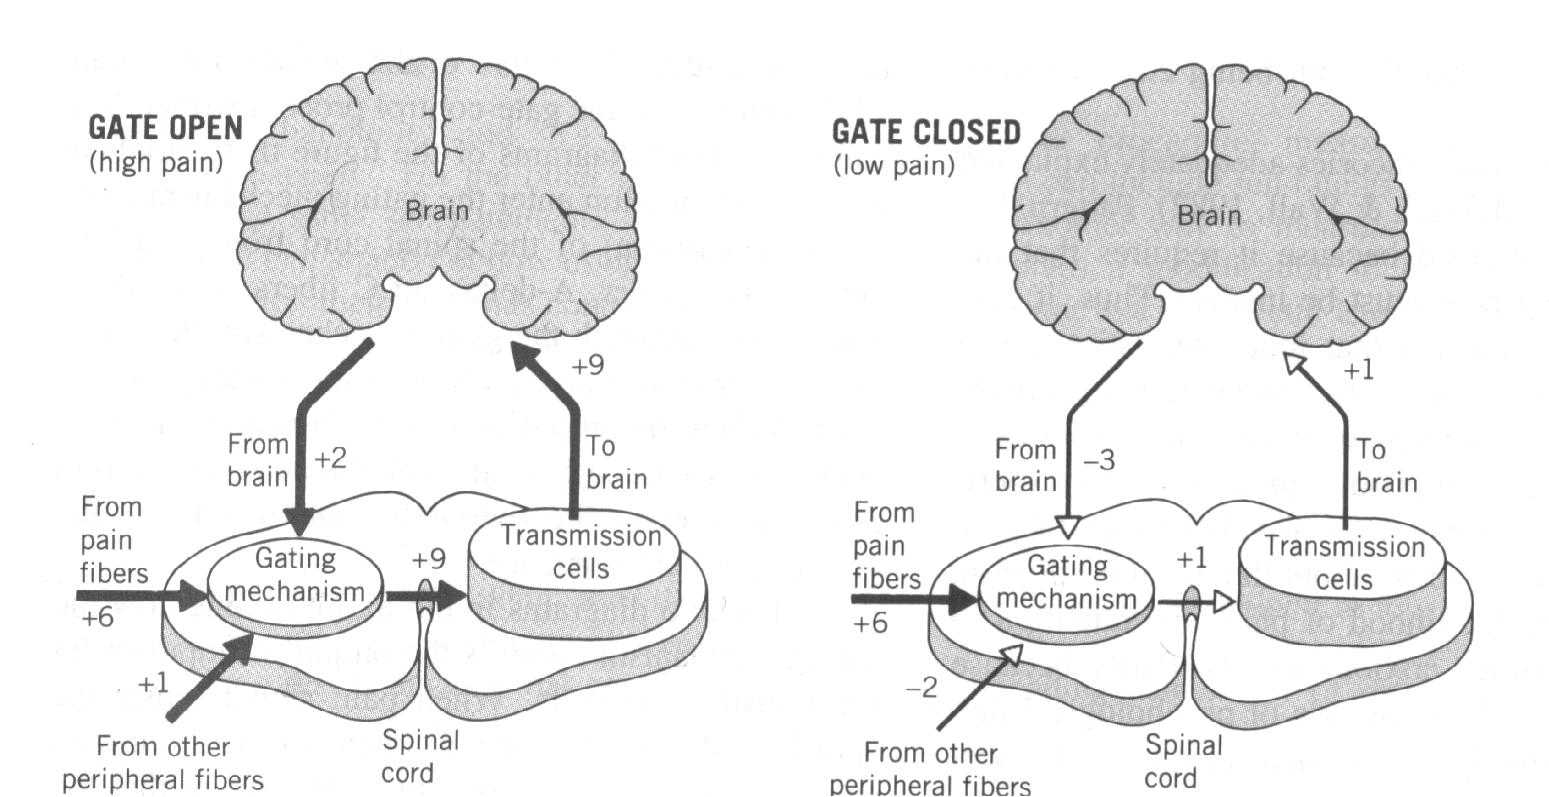 GATE OPEN
(high pain)
Brain
+9
From
brain
+2
To
brain
From
pain
fibers
+6
Gating
mechanism
+9
Transmission
cells
+1
From other
peripheral fibers
Spinal
cord
GATE CLOSED
(low pain)
Brain
+1
From
brain
−3
To
brain
From
pain
fibers
+6
Gating
mechanism
+1
Transmission
cells
−2
From other
peripheral fibers
Spinal
cord